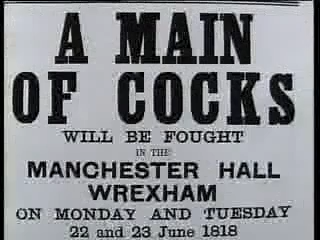 A MAIN
OF COCKS
WILL BE FOUGHT
IN THE
MANCHESTER HALL
WREXHAM
ON MONDAY AND TUESDAY
22 and 23 June 1818